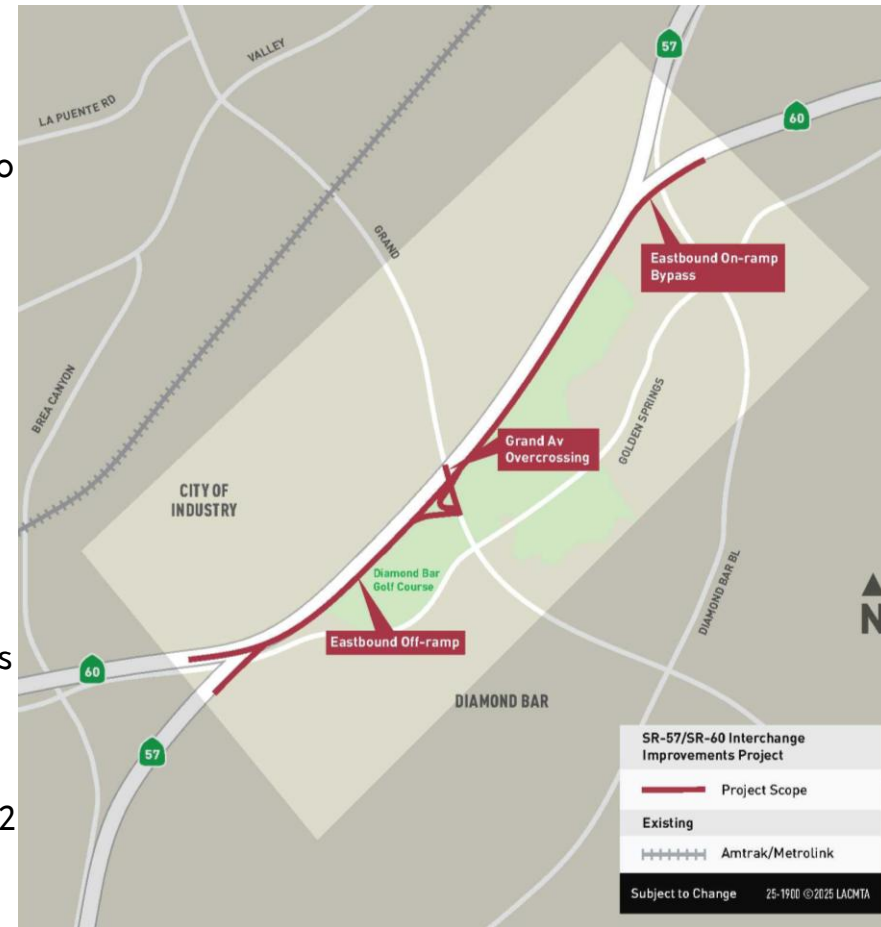 57
VALLEY
LA PUENTE RD
60
o
GRAND
Eastbound On-ramp
Bypass
BREA CANYON
GOLDEN SPRINGS
Grand Av
Overcrossing
CITY OF
INDUSTRY
Diamond Bar
Golf Course
DIAMOND BAR BL
N
Eastbound Off-ramp
s
60
DIAMOND BAR
57
SR-57/SR-60 Interchange
Improvements Project
Project Scope
2
Existing
Amtrak/Metrolink
Subject to Change 25-1900 ©2025 LACMTA